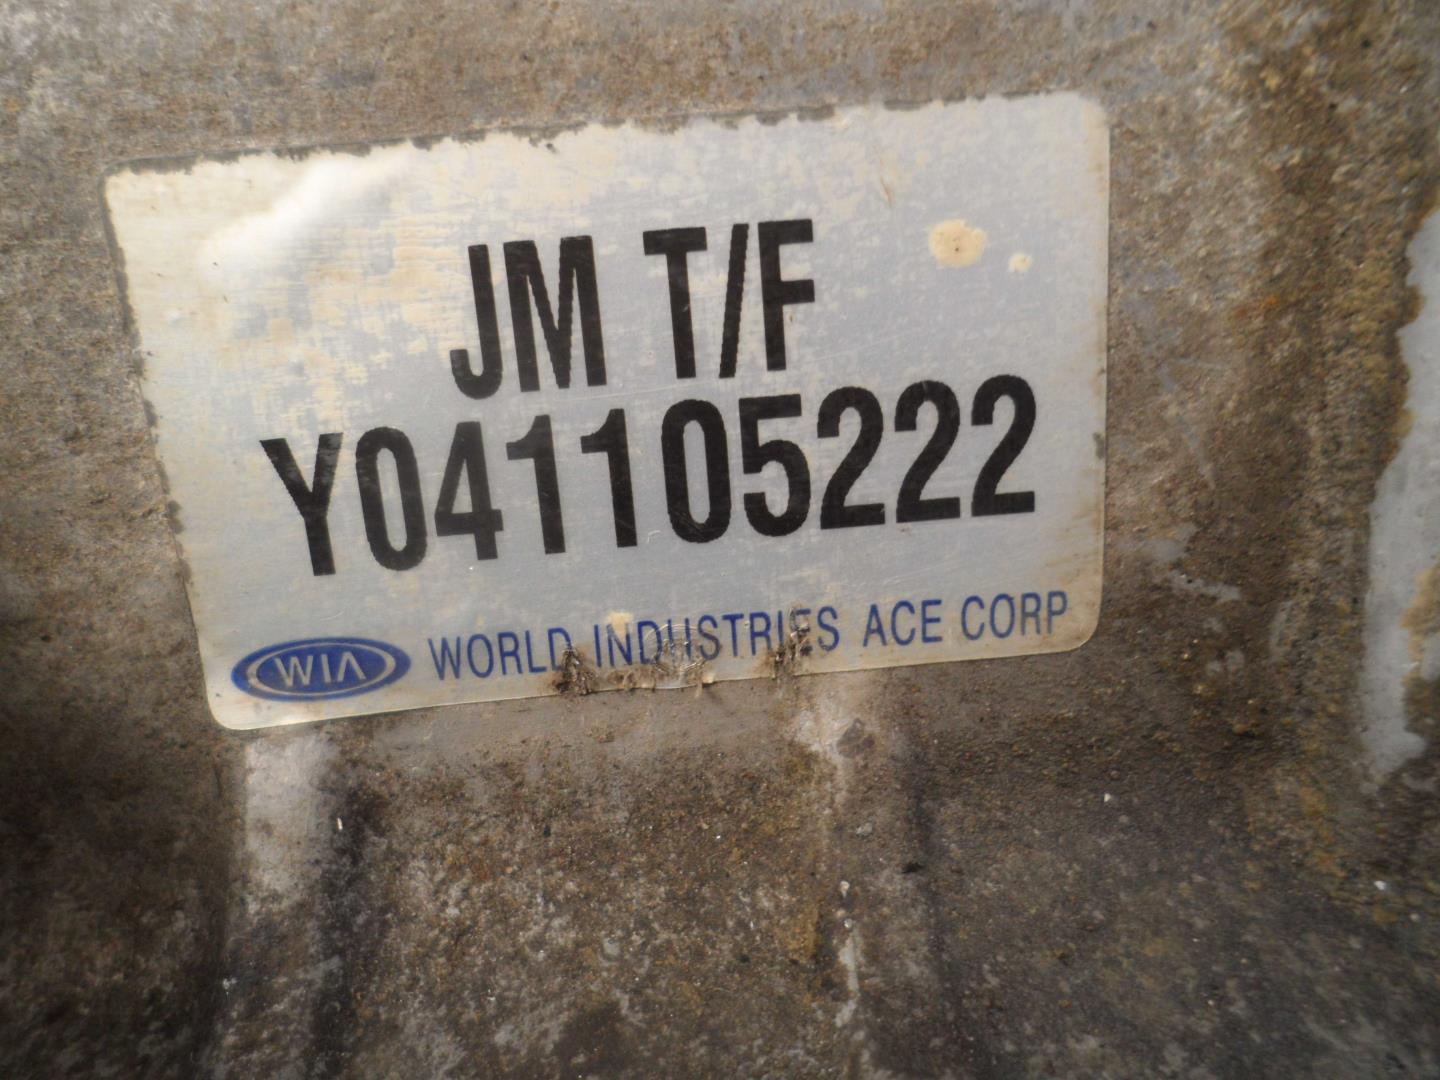 JM T/F
Y041105222
WIA WORLD INDUSTRIES ACE CORP